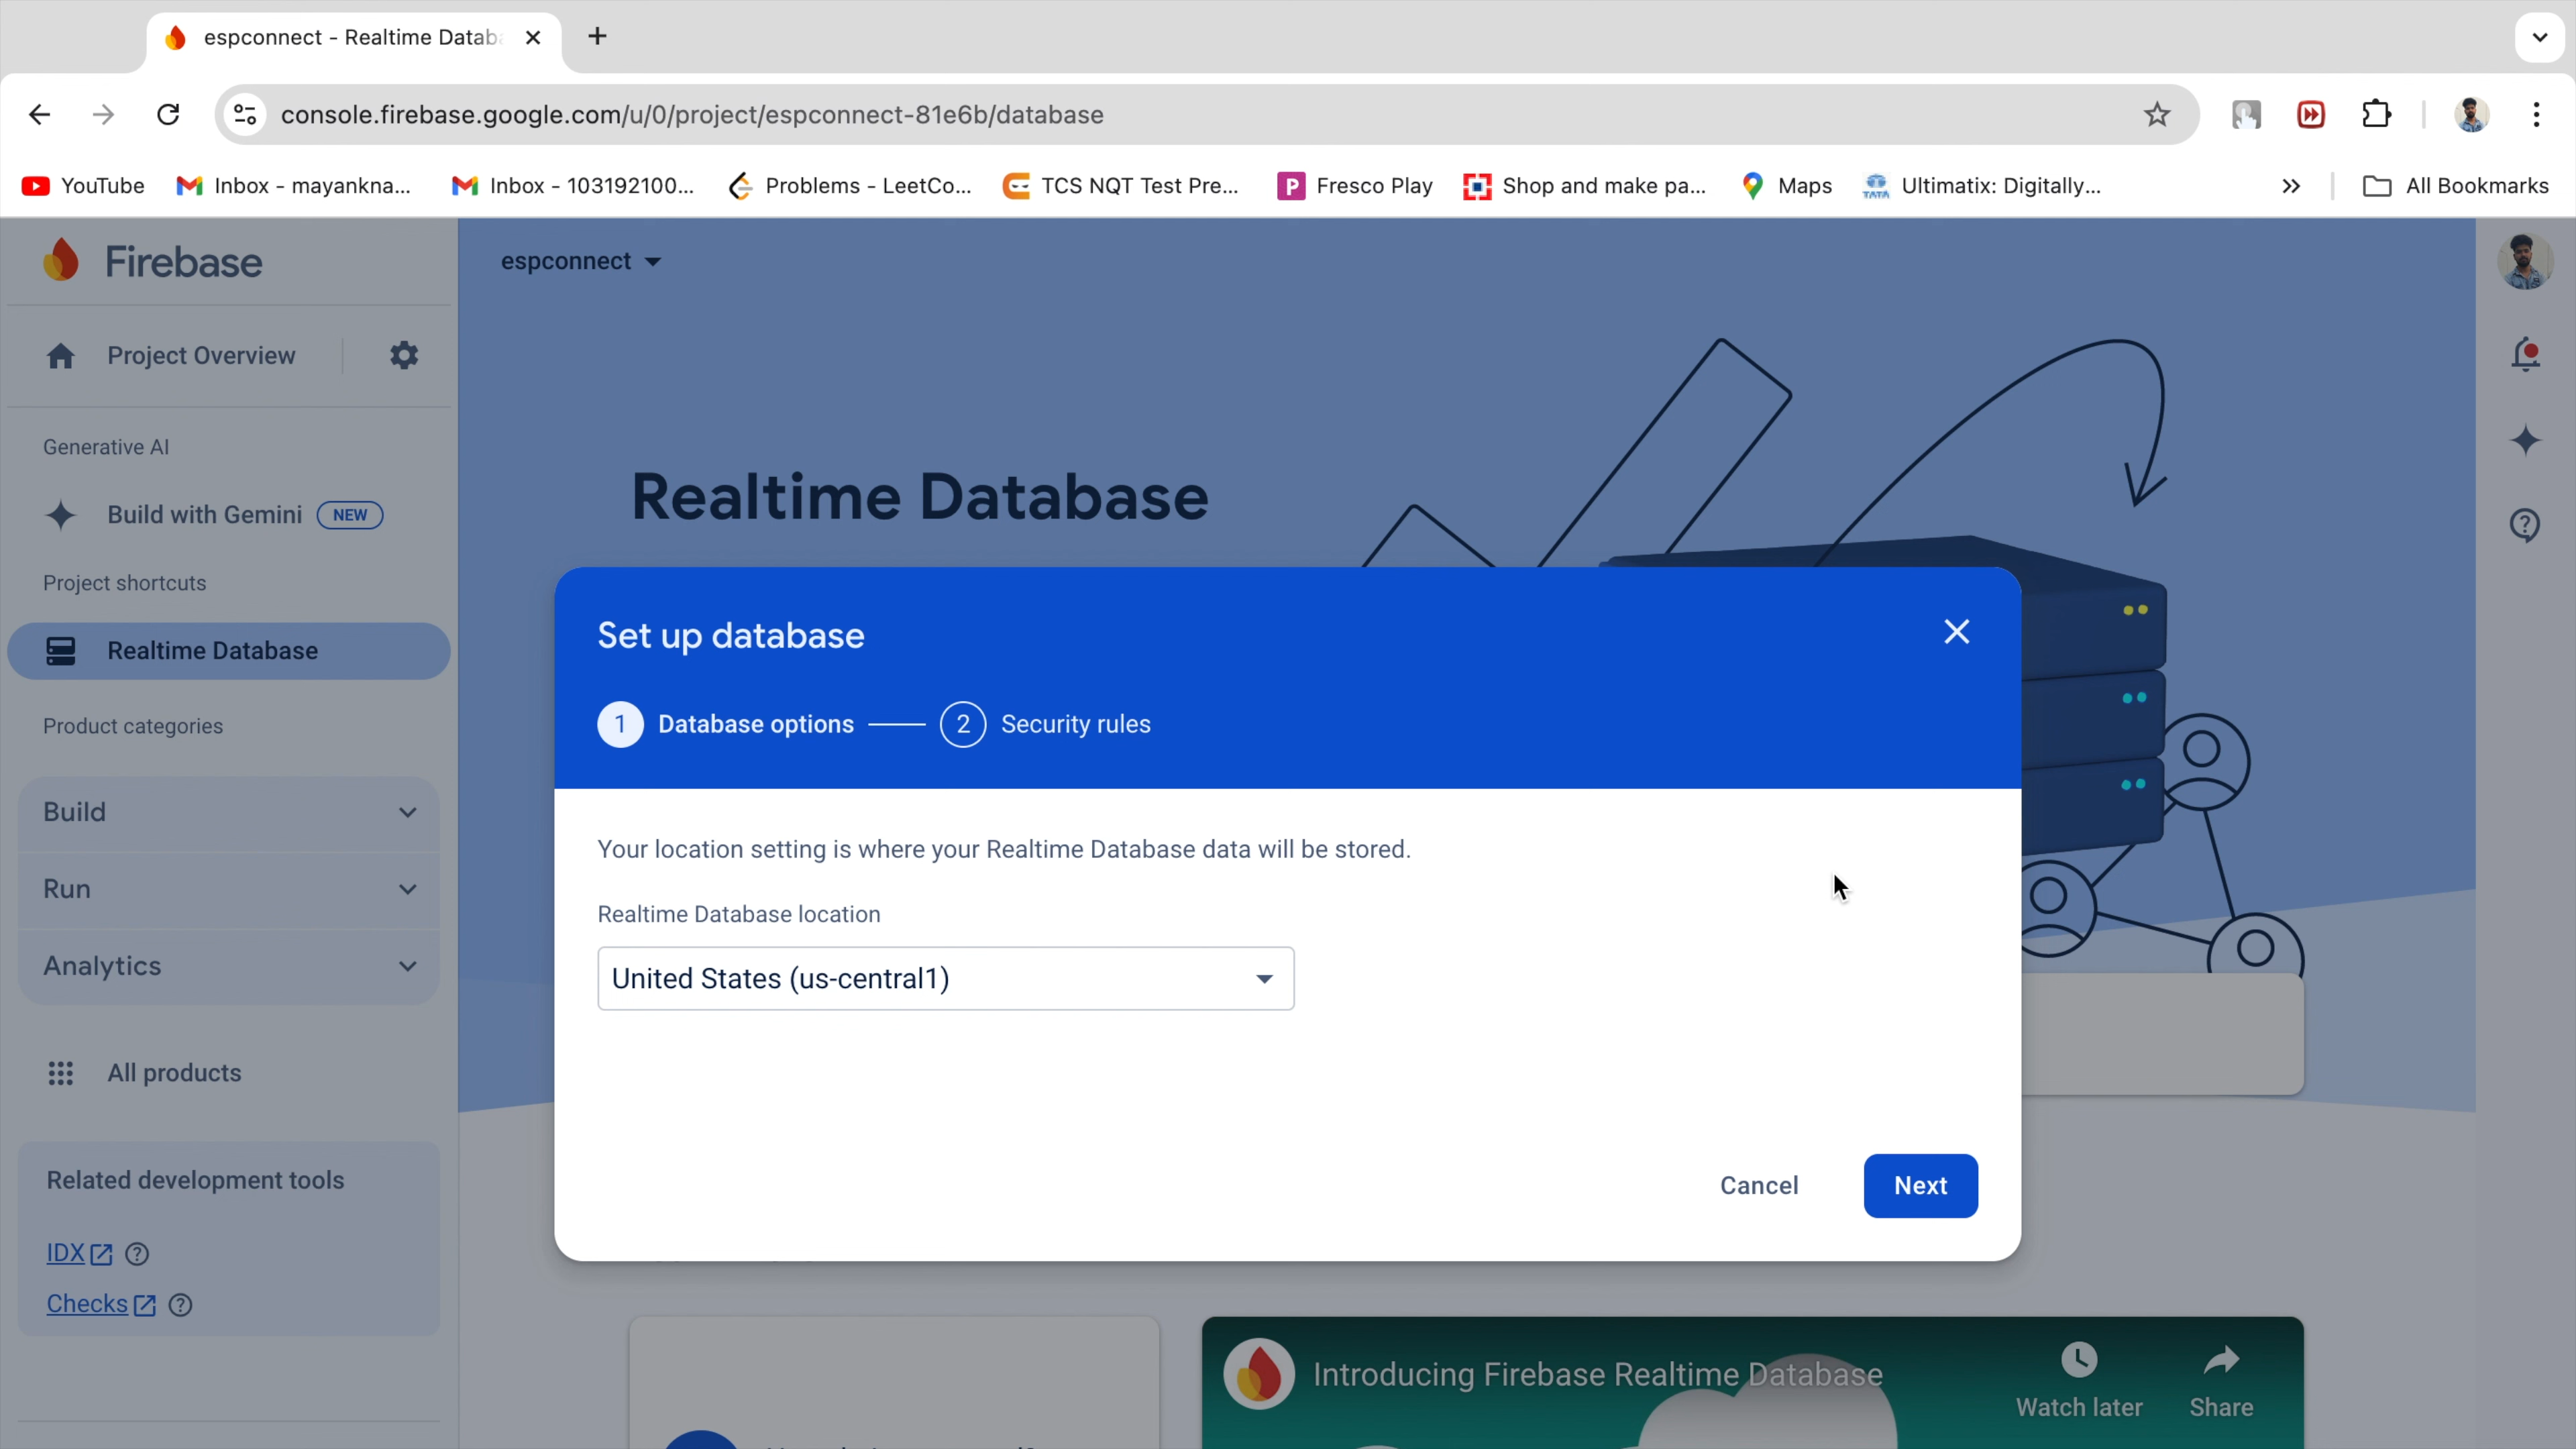 espconnect - Realtime Datab
console.firebase.google.com/u/0/project/espconnect-81e6b/database
YouTube
Inbox - mayankna...
Inbox - 103192100...
Problems - LeetCo...
TCS NQT Test Pre...
Fresco Play
Shop and make pa...
Maps
TATA
Ultimatix: Digitally...
All Bookmarks
Firebase
espconnect
Project Overview
Generative AI
Build with Gemini NEW
Project shortcuts
Realtime Database
Product categories
Build
Run
Analytics
All products
Related development tools
IDX
Checks
Realtime Database
Set up database
1 Database options 2 Security rules
Your location setting is where your Realtime Database data will be stored.
Realtime Database location
United States (us-central1)
Cancel Next
Introducing Firebase Realtime Database
Watch later
Share